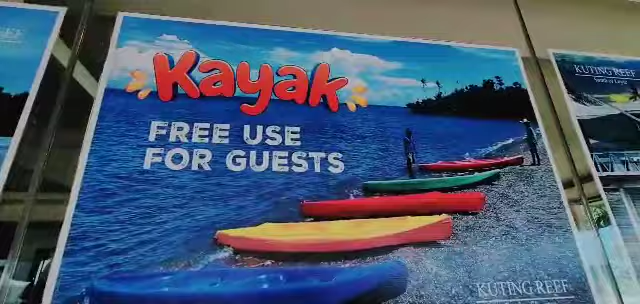 Kayak
FREE USE
FOR GUESTS
KUTING REEF
KUTING REEF